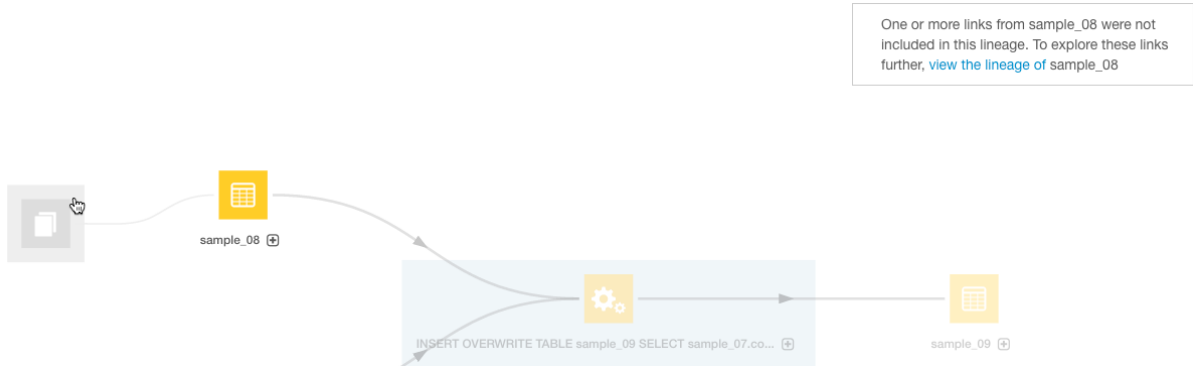 One or more links from sample_08 were not
included in this lineage. To explore these links
further, view the lineage of sample_08
sample_08
INSERT OVERWRITE TABLE sample_09 SELECT sample_07.co...
sample_09